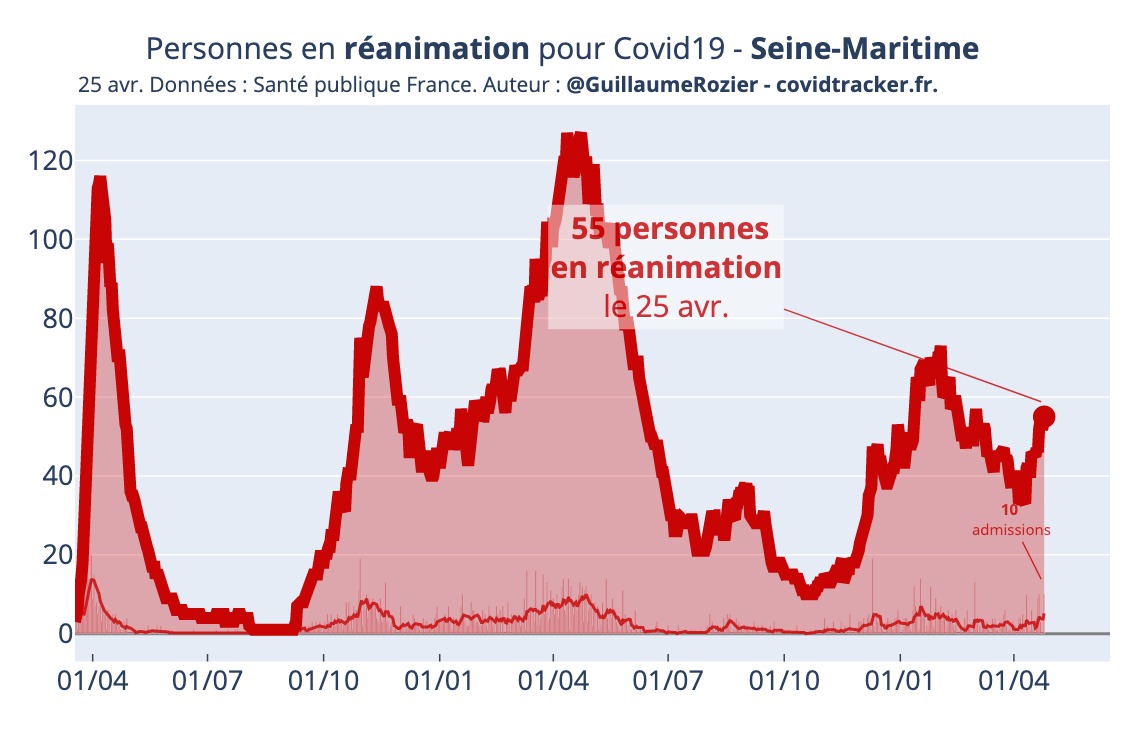 Personnes en réanimation pour Covid19 - Seine-Maritime
25 avr. Données : Santé publique France. Auteur : @GuillaumeRozier - covidtracker.fr.
120
100
80
60
40
20
0
55 personnes
en réanimation
le 25 avr.
10
admissions
01/04
01/07
01/10
01/01
01/04
01/07
01/10
01/01
01/04